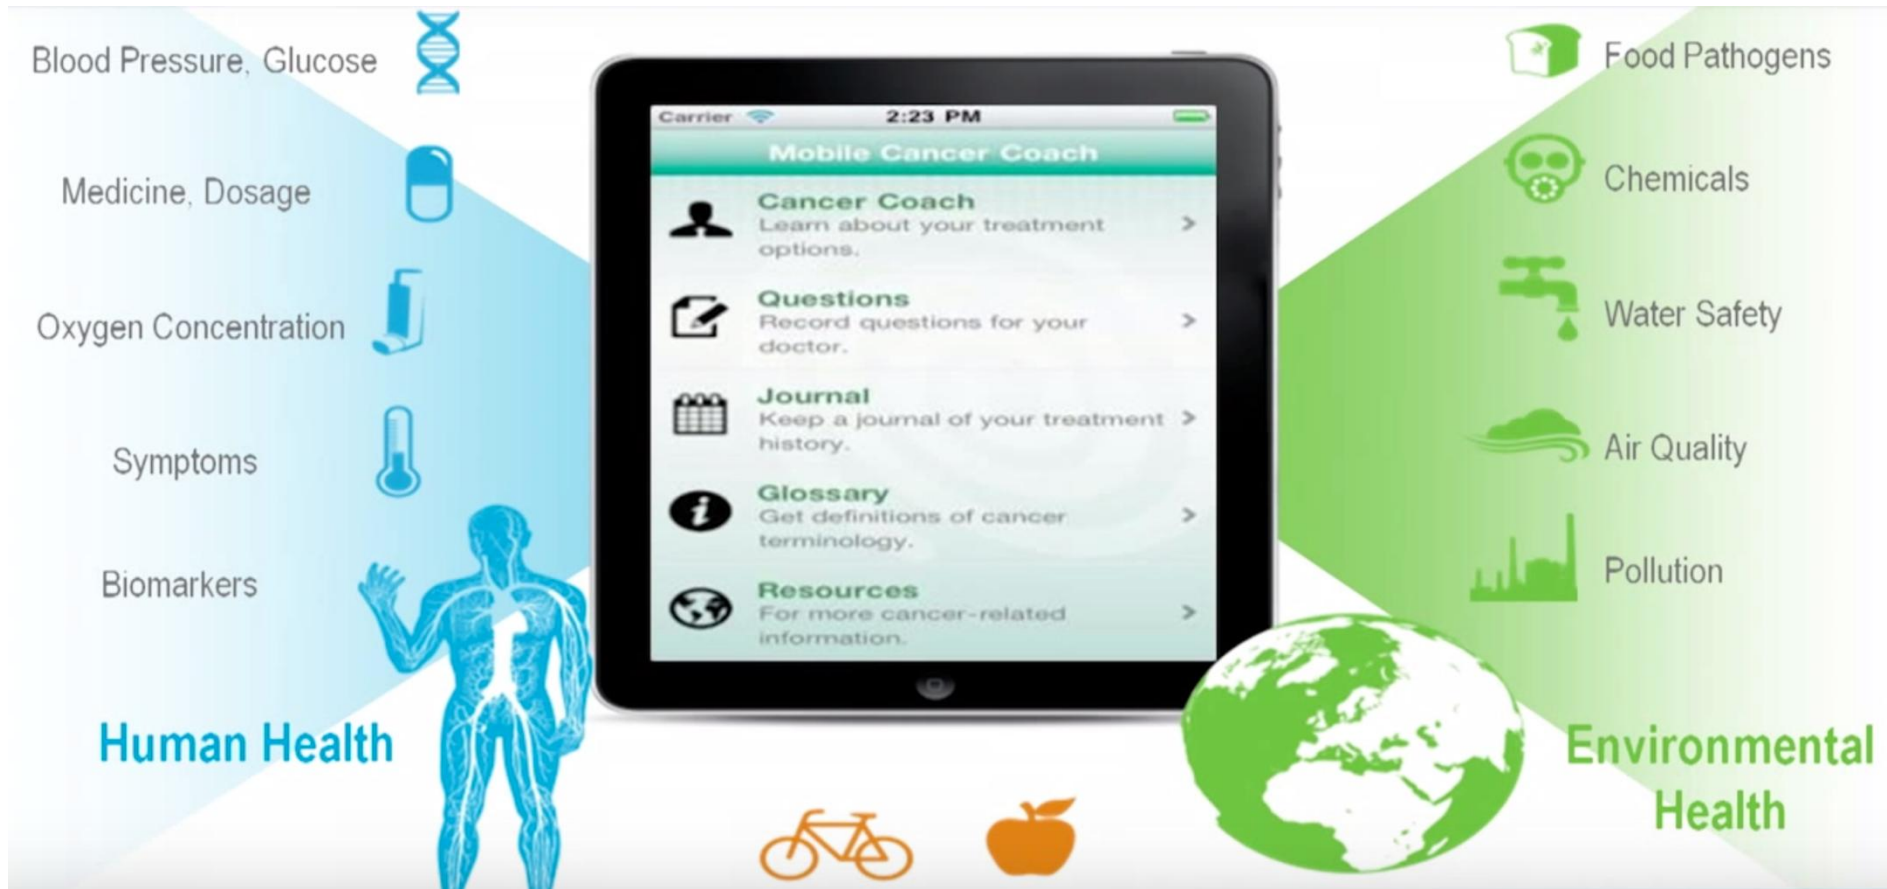 Blood Pressure, Glucose
Medicine, Dosage
Oxygen Concentration
Symptoms
Biomarkers
Human Health
Carrier
2:23 PM
Mobile Cancer Coach
Cancer Coach
Learn about your treatment
options.
Questions
Record questions for your
doctor.
Journal
Keep a journal of your treatment
history.
Glossary
Get definitions of cancer
terminology.
Resources
For more cancer-related
information.
Food Pathogens
Chemicals
Water Safety
Air Quality
Pollution
Environmental
Health